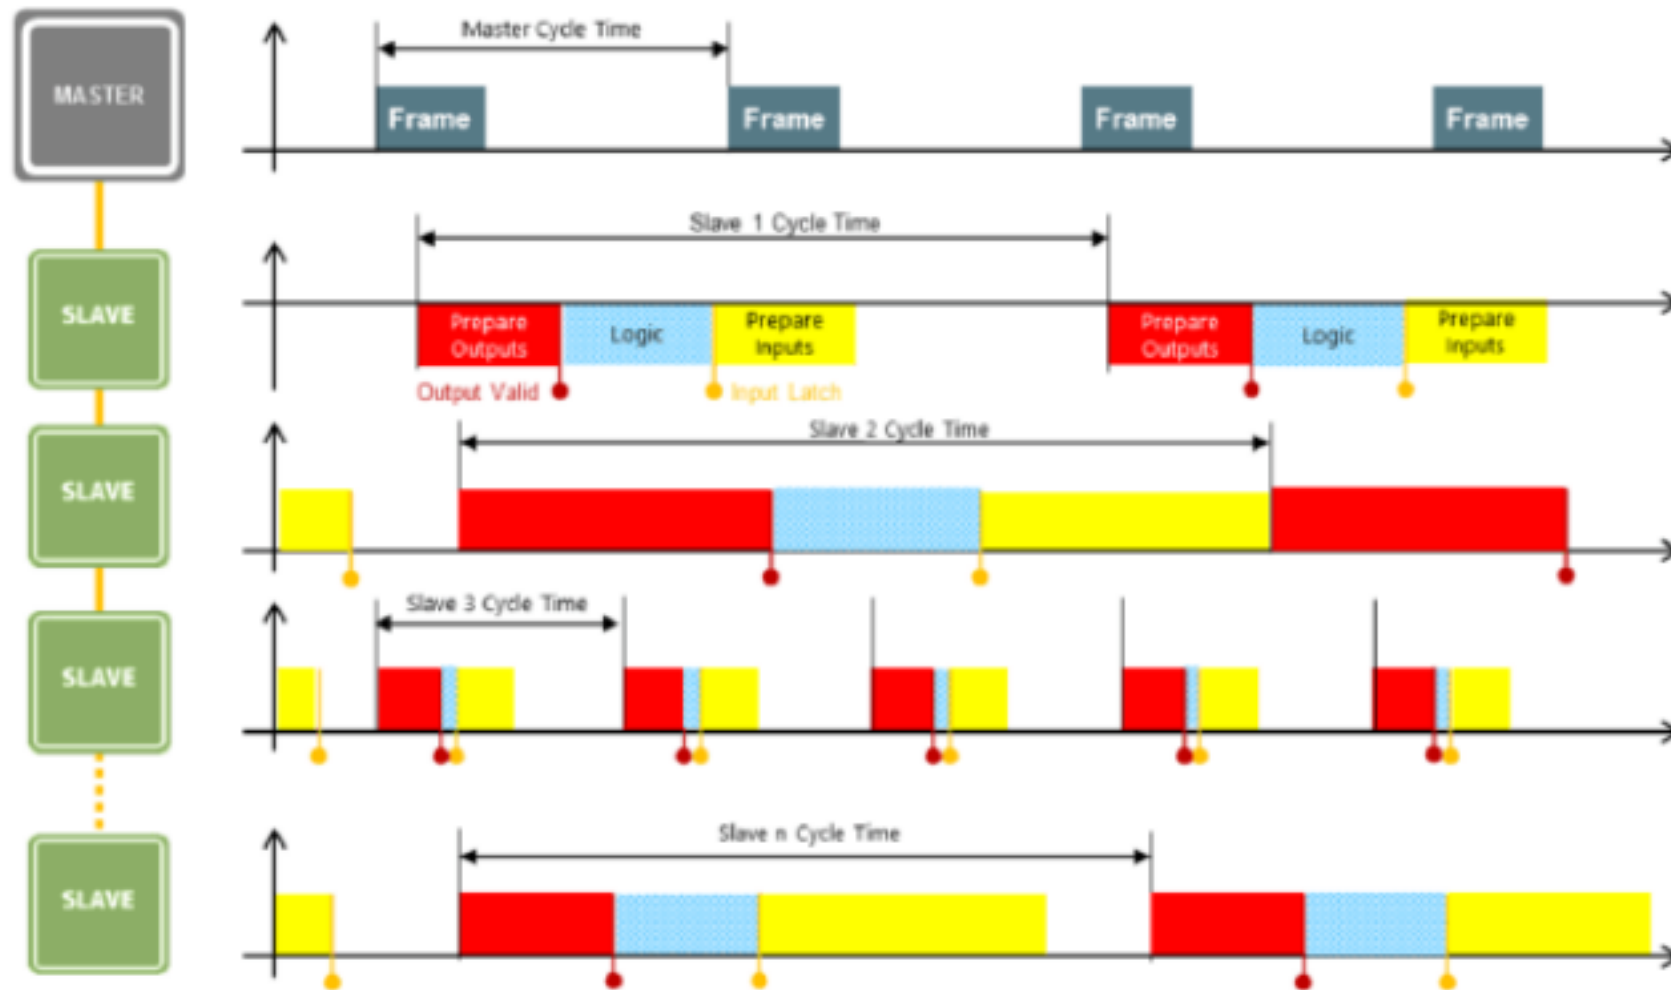 Master Cycle Time
MASTER
Frame
Frame
Frame
Frame
Slave 1 Cycle Time
SLAVE
Prepare
Outputs
Logic
Prepare
Inputs
Prepare
Outputs
Logic
Prepare
Inputs
Output Valid
Input Latch
Slave 2 Cycle Time
SLAVE
Slave 3 Cycle Time
SLAVE
Slave n Cycle Time
SLAVE